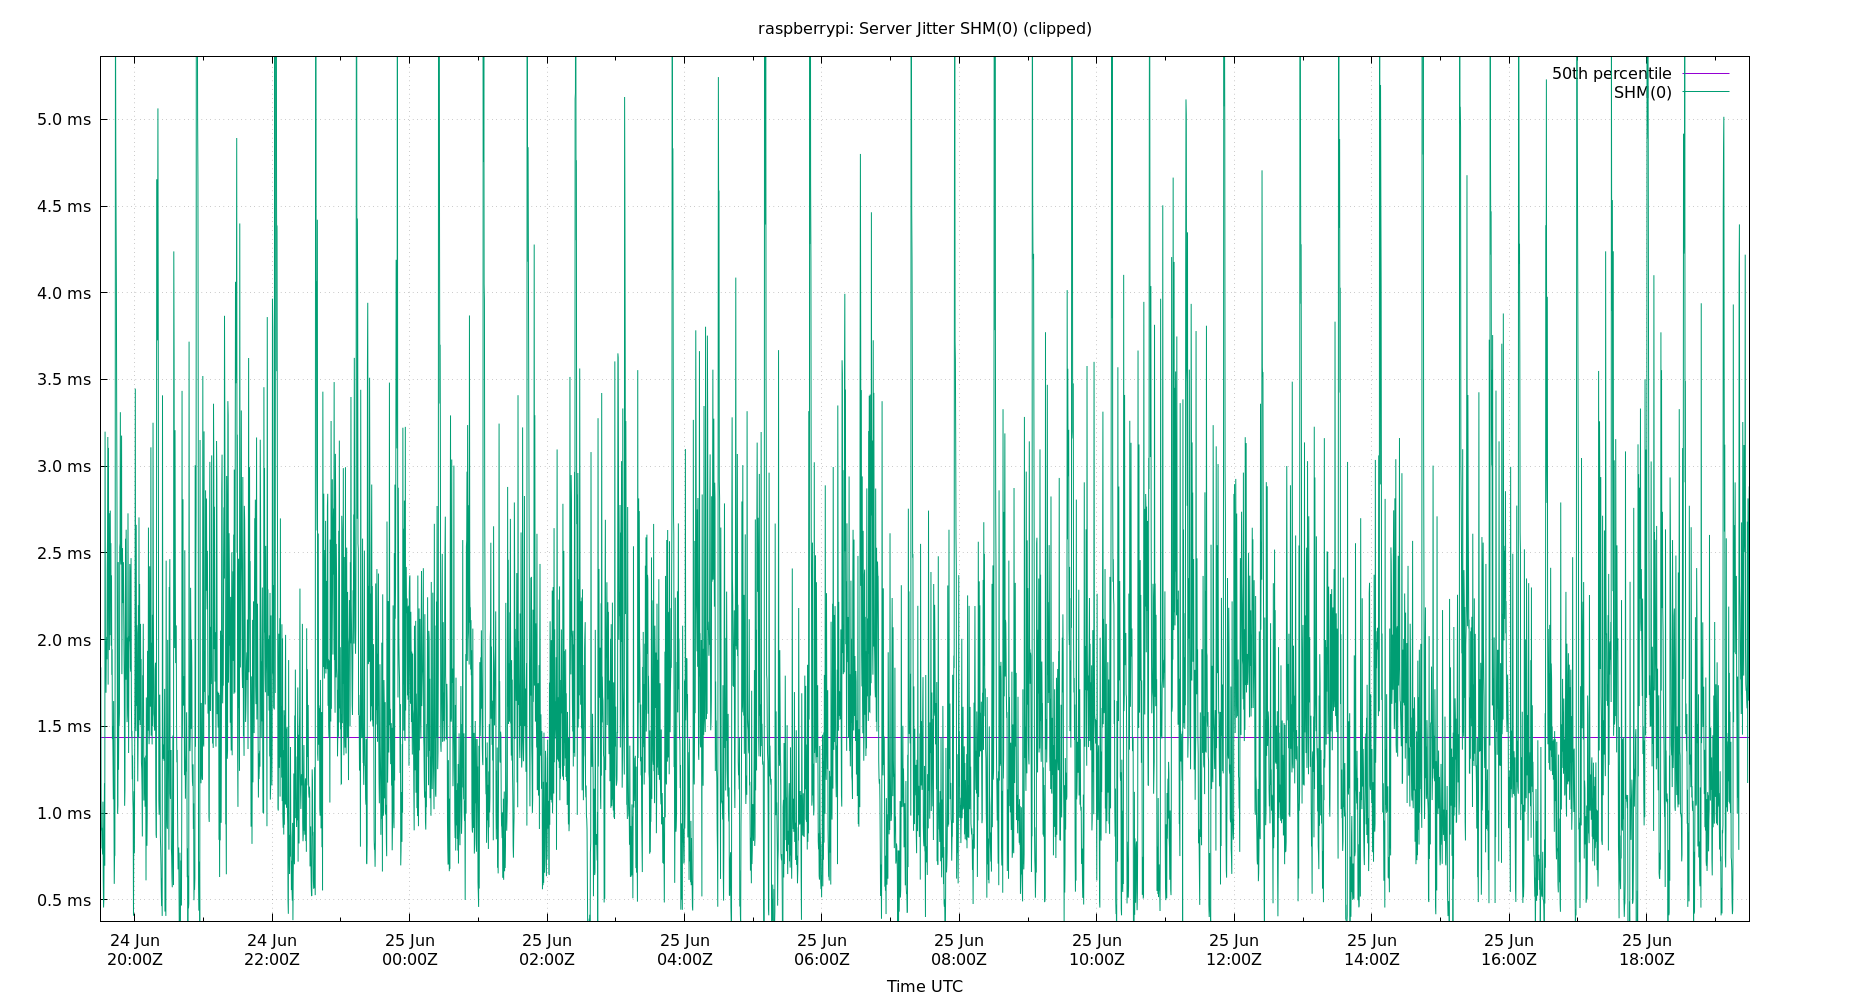 raspberrypi: Server Jitter SHM(0) (clipped)
50th percentile
SHM(0)
5.0 ms
4.5 ms
4.0 ms
3.5 ms
3.0 ms
2.5 ms
2.0 ms
1.5 ms
1.0 ms
0.5 ms
24 Jun 24 Jun 25 Jun 25 Jun 25 Jun 25 Jun 25 Jun 25 Jun 25 Jun 25 Jun 25 Jun 25 Jun
20:00Z 22:00Z 00:00Z 02:00Z 04:00Z 06:00Z 08:00Z 10:00Z 12:00Z 14:00Z 16:00Z 18:00Z
Time UTC